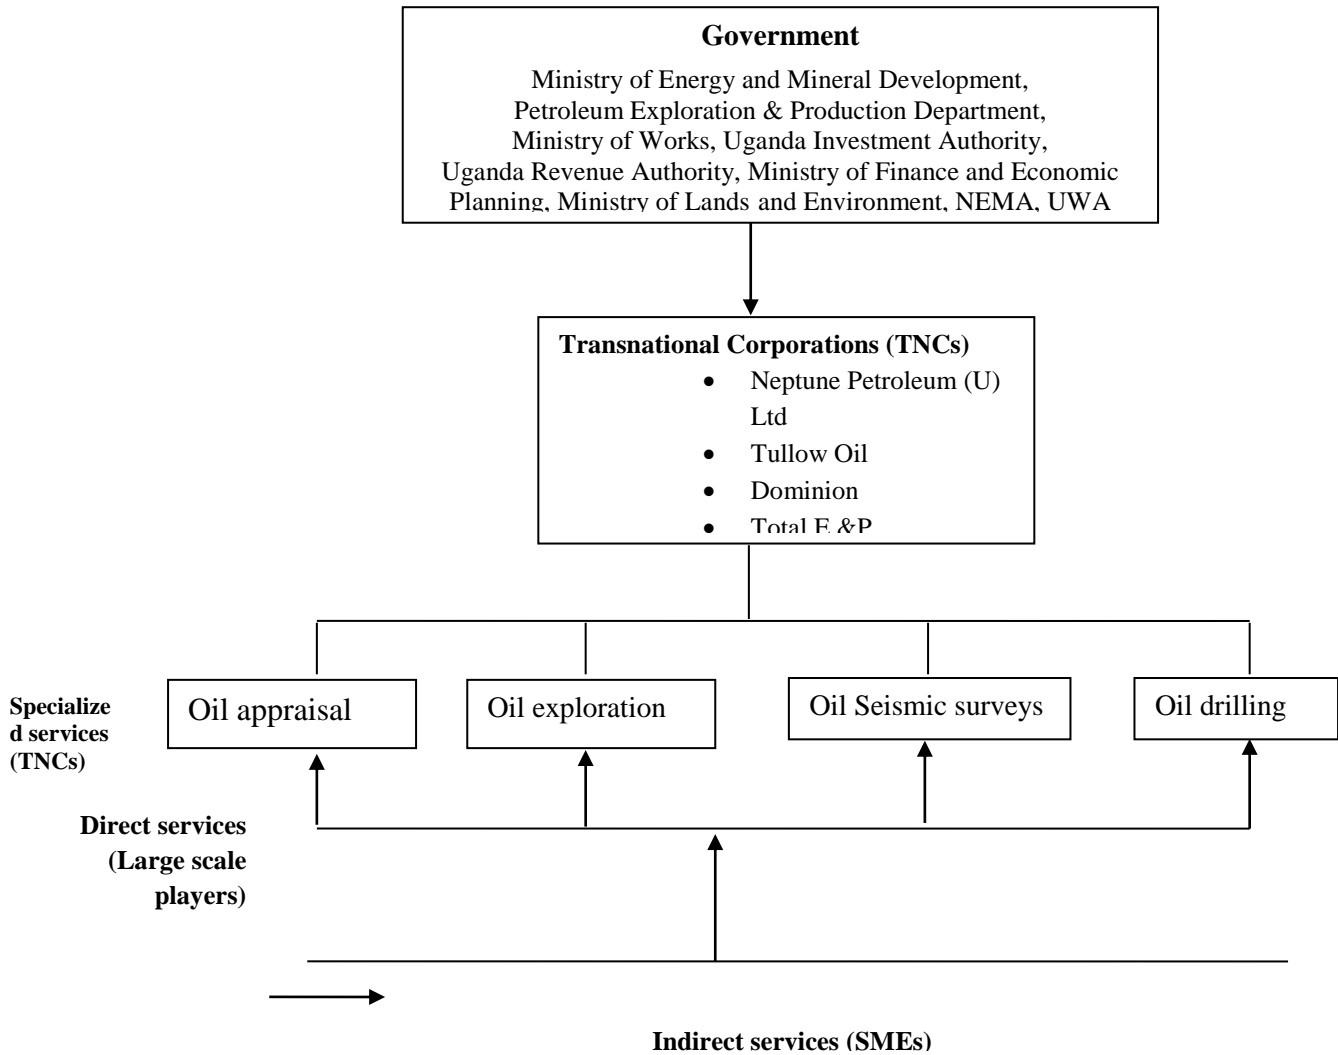 Government
Ministry of Energy and Mineral Development,
Petroleum Exploration & Production Department,
Ministry of Works, Uganda Investment Authority,
Uganda Revenue Authority, Ministry of Finance and Economic
Planning, Ministry of Lands and Environment, NEMA, UWA
Transnational Corporations (TNCs)
• Neptune Petroleum (U)
Ltd
• Tullow Oil
• Dominion
• Total E &P
Specialize
d services
(TNCs)
Oil appraisal
Oil exploration
Oil Seismic surveys
Oil drilling
Direct services
(Large scale
players)
Indirect services (SMEs)